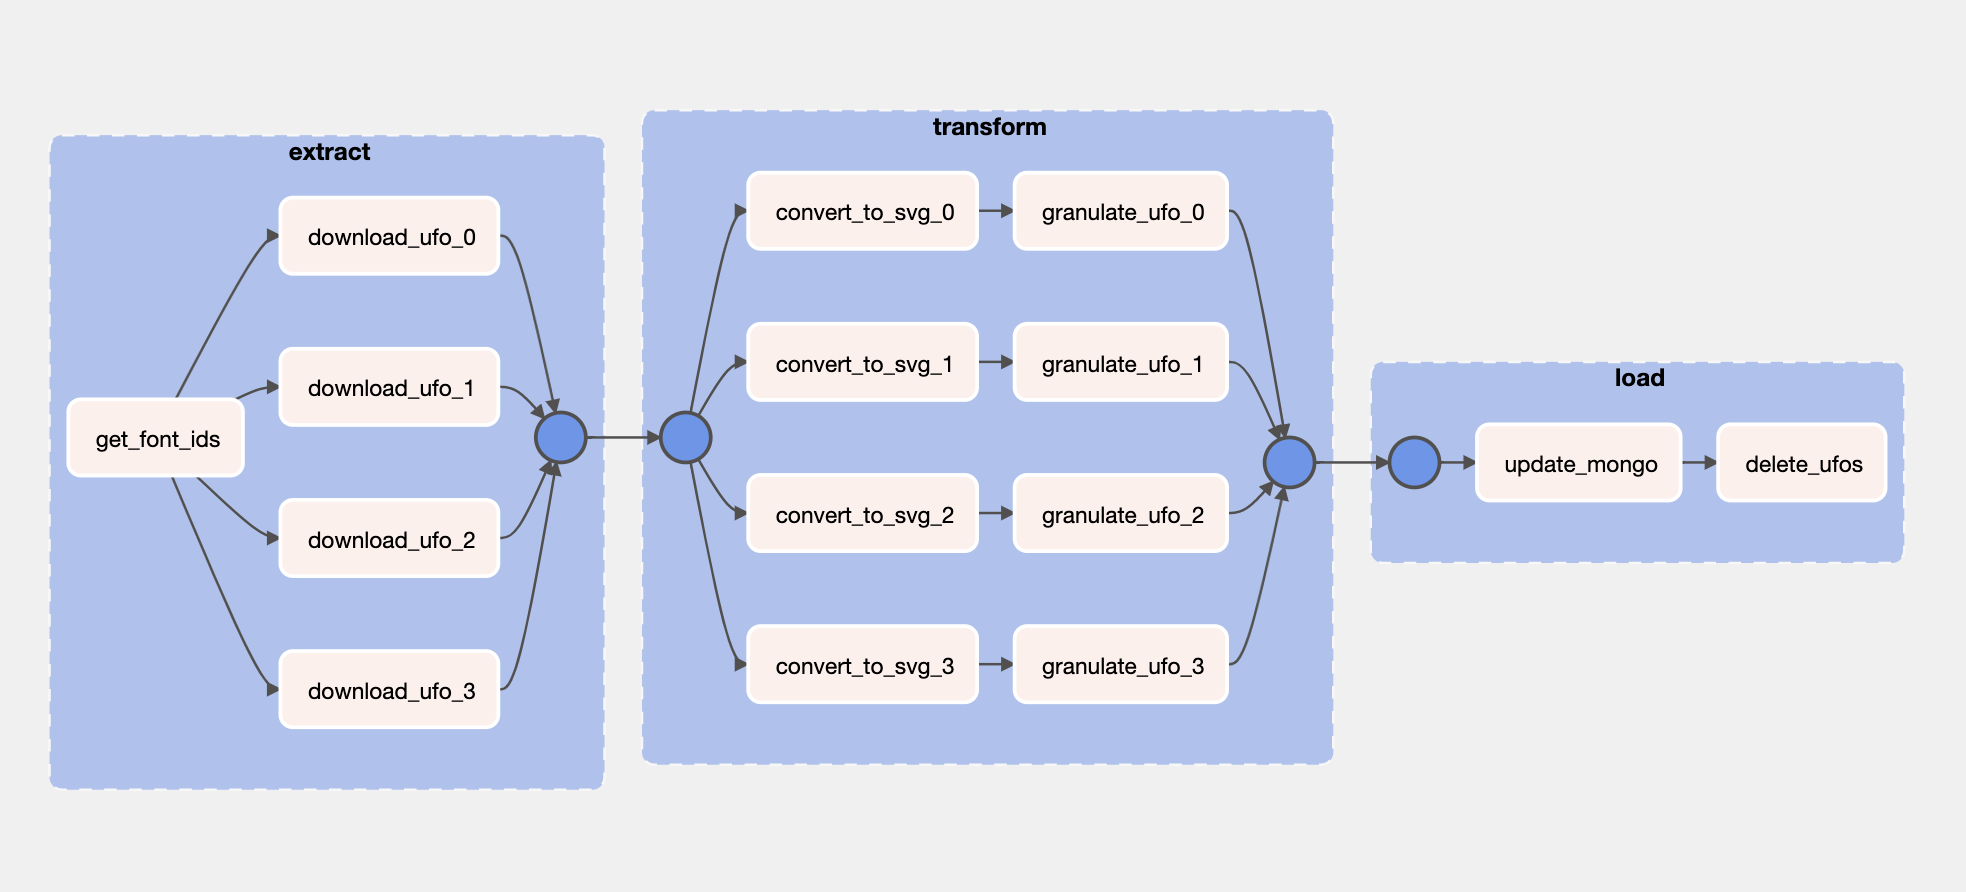 extract
get_font_ids
download_ufo_0
download_ufo_1
download_ufo_2
download_ufo_3
transform
convert_to_svg_0
granulate_ufo_0
convert_to_svg_1
granulate_ufo_1
convert_to_svg_2
granulate_ufo_2
convert_to_svg_3
granulate_ufo_3
load
update_mongo
delete_ufos